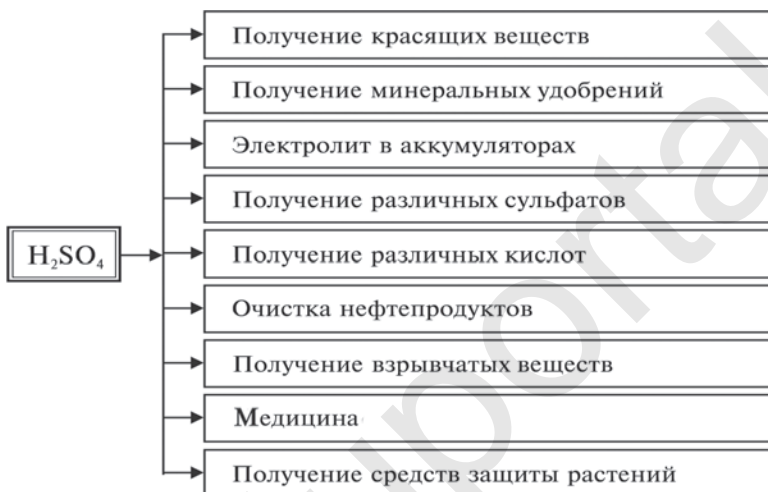 Получение красящих веществ
Получение минеральных удобрений
Электролит в аккумуляторах
Получение различных сульфатов
H₂SO₄
Получение различных кислот
Очистка нефтепродуктов
Получение взрывчатых веществ
Медицина
Получение средств защиты растений